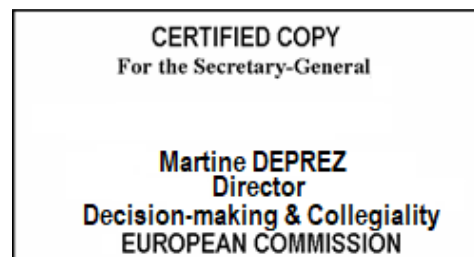 CERTIFIED COPY
For the Secretary-General
Martine DEPREZ
Director
Decision-making & Collegiality
EUROPEAN COMMISSION